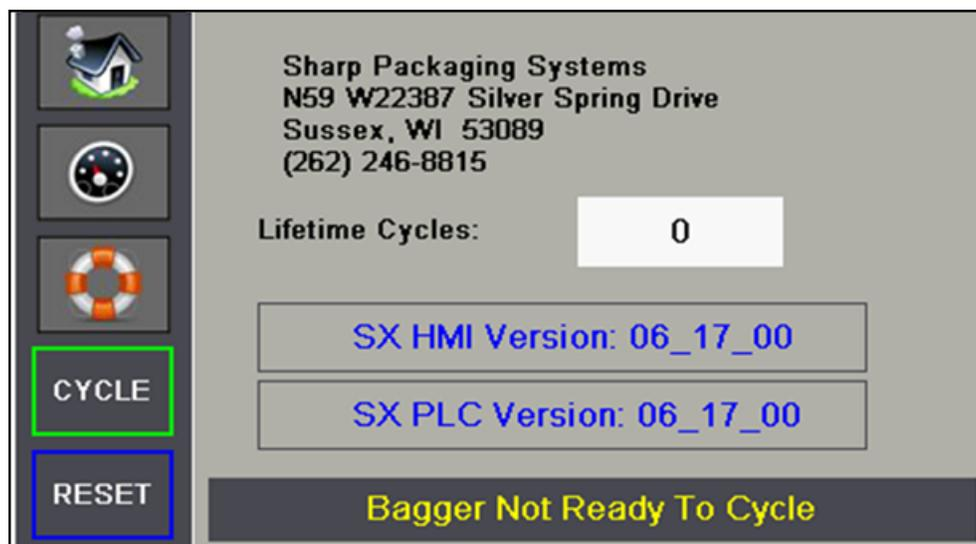 Sharp Packaging Systems
N59 W22387 Silver Spring Drive
Sussex, WI 53089
(262) 246-8815
Lifetime Cycles: 0
SX HMI Version: 06_17_00
SX PLC Version: 06_17_00
CYCLE
RESET
Bagger Not Ready To Cycle